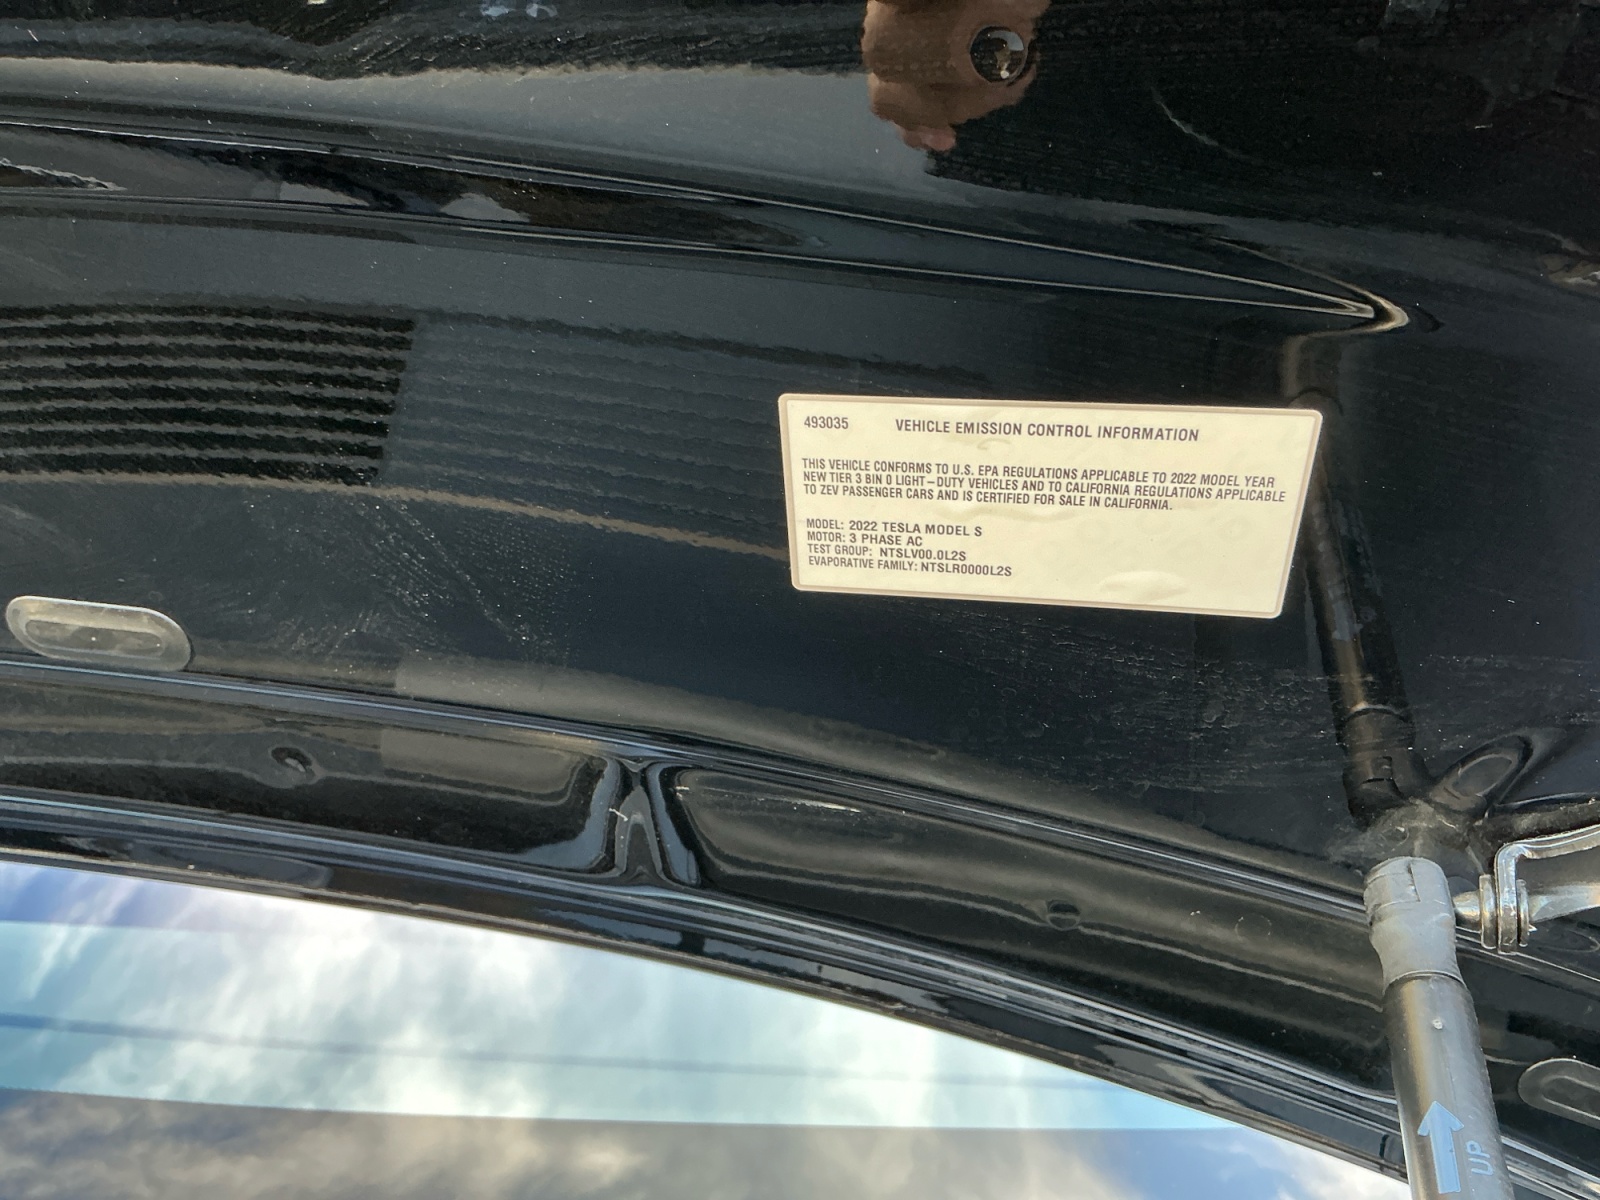 493035 VEHICLE EMISSION CONTROL INFORMATION
THIS VEHICLE CONFORMS TO U.S. EPA REGULATIONS APPLICABLE TO 2022 MODEL YEAR
NEW TIER 3 BIN 0 LIGHT-DUTY VEHICLES AND TO CALIFORNIA REGULATIONS APPLICABLE
TO ZEV PASSENGER CARS AND IS CERTIFIED FOR SALE IN CALIFORNIA.
MODEL: 2022 TESLA MODEL S
MOTOR: 3 PHASE AC
TEST GROUP: NTSLV00.0L2S
EVAPORATIVE FAMILY: NTSLR0000L2S
UP